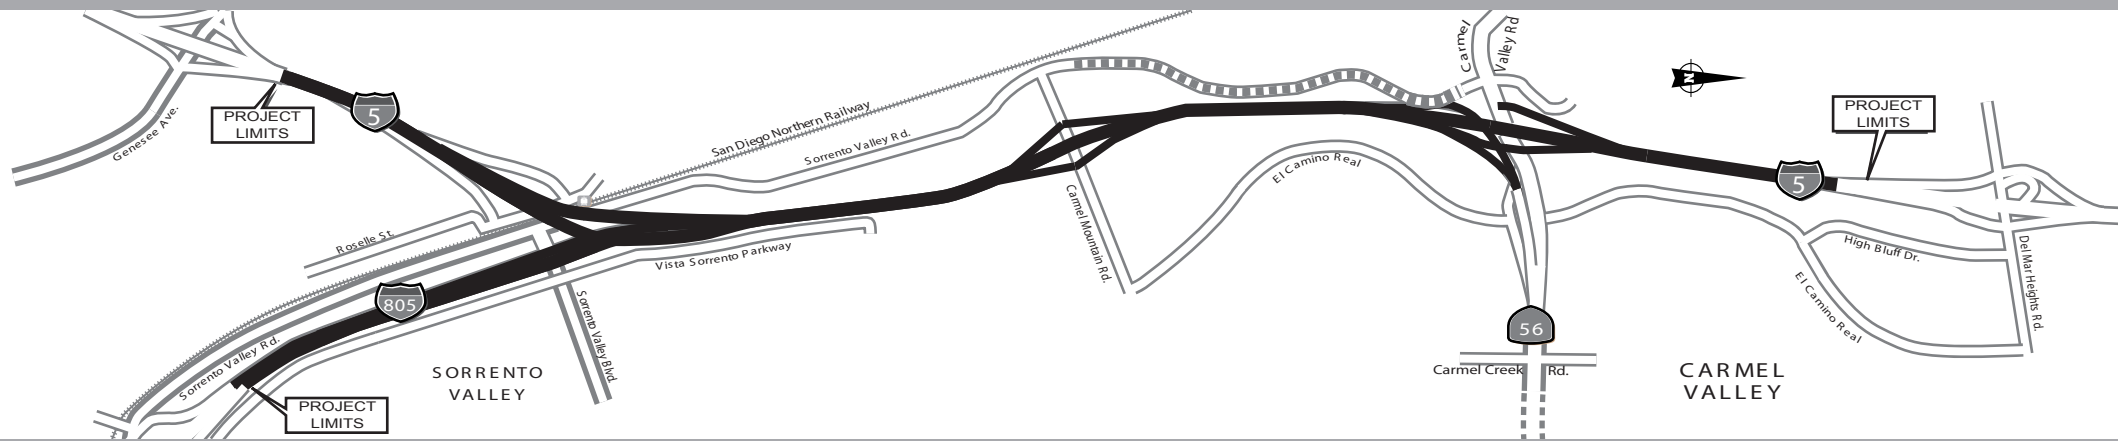 Carmel
Valley Rd
N
PROJECT
LIMITS
5
Genesee Ave.
San Diego Northern Railway
Sorrento Valley Rd.
El Camino Real
PROJECT
LIMITS
5
Roselle St.
Vista Sorrento Parkway
Carmel Mountain Rd.
High Bluff Dr.
Del Mar Heights Rd.
805
Sorrento Valley Blvd.
El Camino Real
56
Sorrento Valley Rd.
SORRENTO
VALLEY
Carmel Creek Rd.
CARMEL
VALLEY
PROJECT
LIMITS